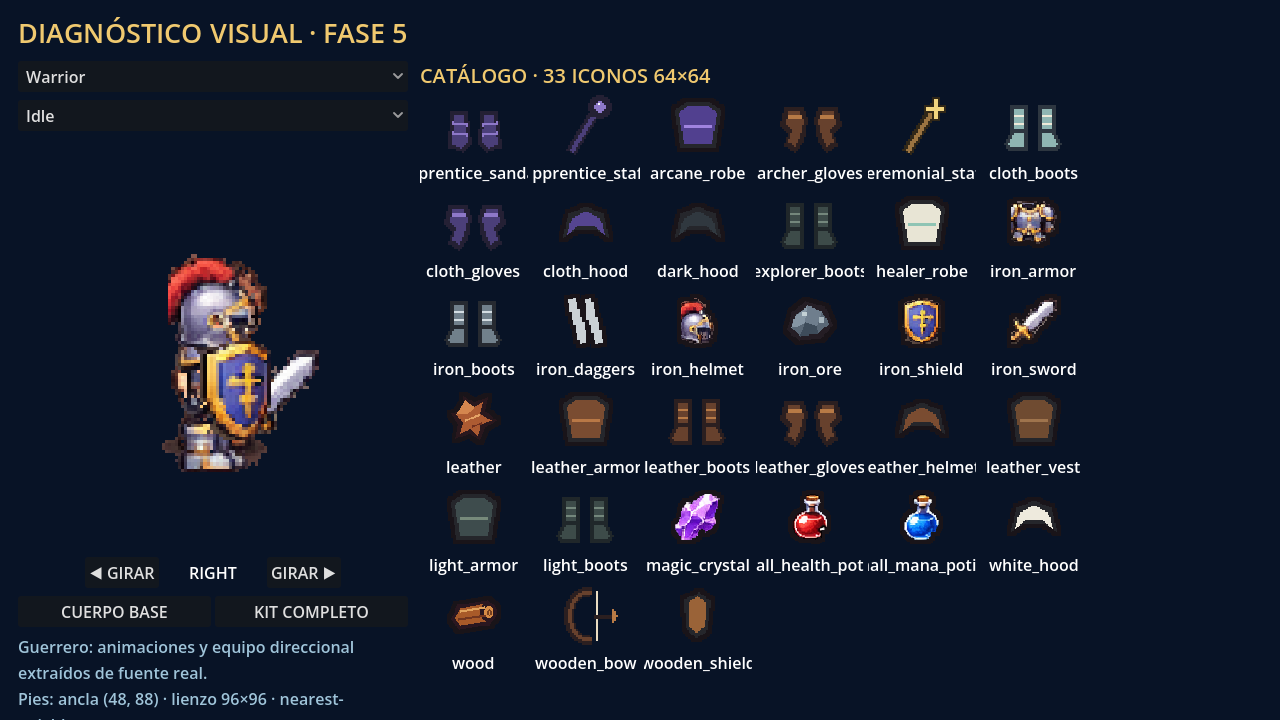 DIAGNÓSTICO VISUAL · FASE 5
Warrior
Idle
CATÁLOGO · 33 ICONOS 64×64
prentice_sand
pprentice_staf
arcane_robe
archer_gloves
eremonial_sta
cloth_boots
cloth_gloves
cloth_hood
dark_hood
explorer_boots
healer_robe
iron_armor
iron_boots
iron_daggers
iron_helmet
iron_ore
iron_shield
iron_sword
leather
leather_armor
leather_boots
leather_gloves
eather_helmet
leather_vest
light_armor
light_boots
magic_crystal
all_health_pot
all_mana_poti
white_hood
wood
wooden_bow
wooden_shield
◀ GIRAR
RIGHT
GIRAR ▶
CUERPO BASE
KIT COMPLETO
Guerrero: animaciones y equipo direccional
extraídos de fuente real.
Pies: ancla (48, 88) · lienzo 96×96 · nearest-